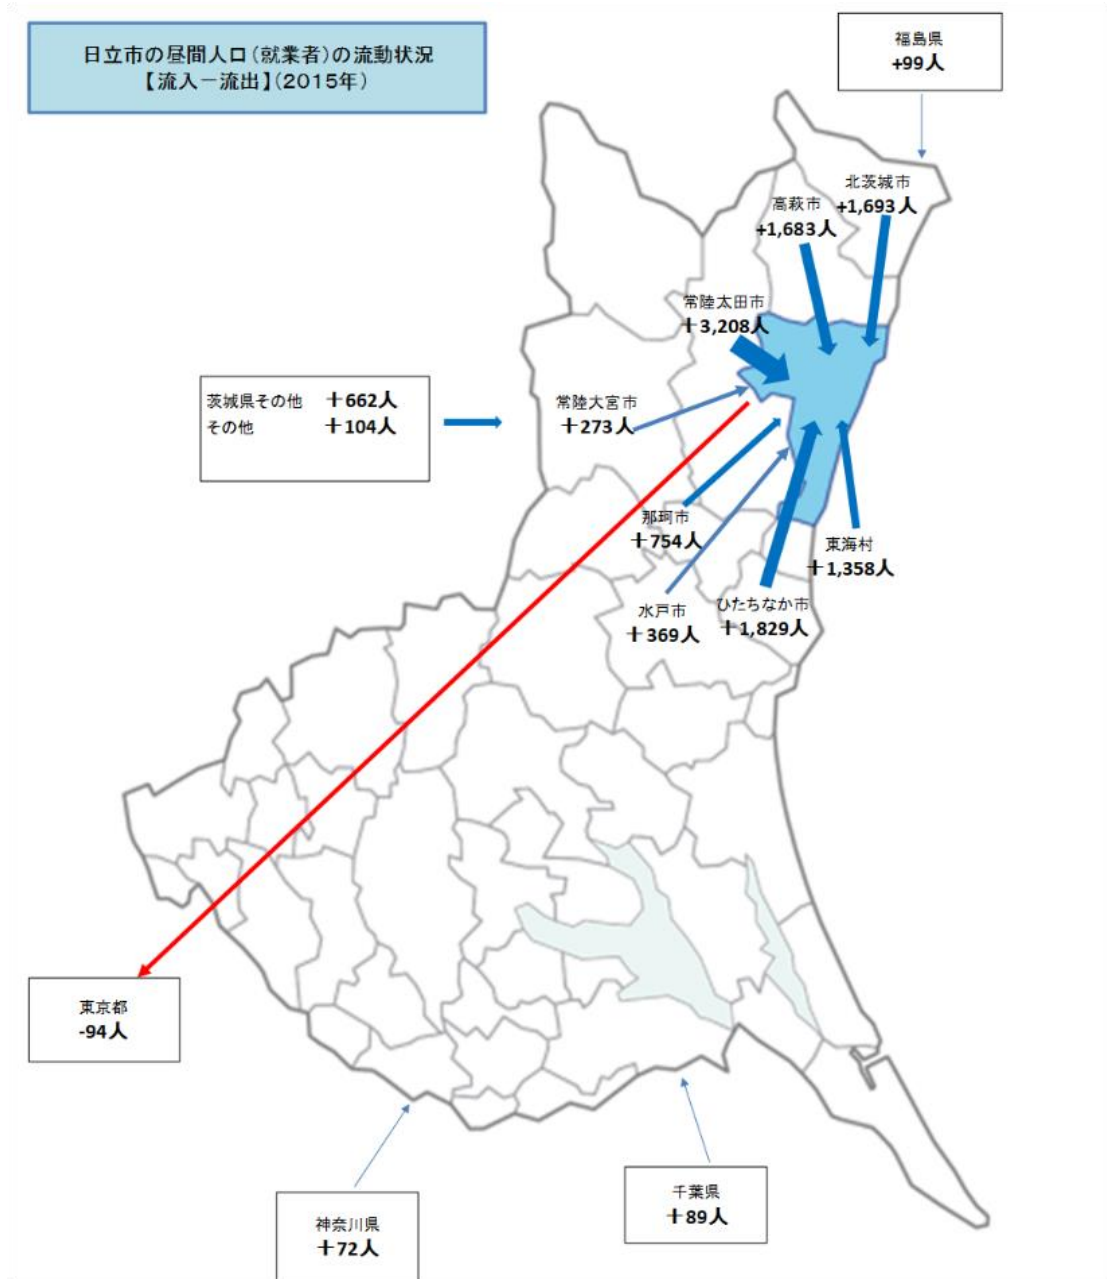 日立市の昼間人口（就業者）の流動状況
【流入－流出】（2015年）
福島県
+99人
北茨城市
+1,693人
高萩市
+1,683人
常陸太田市
＋3,208人
茨城県その他 ＋662人
その他 ＋104人
常陸大宮市
＋273人
那珂市
＋754人
東海村
＋1,358人
水戸市
＋369人
ひたちなか市
＋1,829人
東京都
-94人
千葉県
＋89人
神奈川県
＋72人